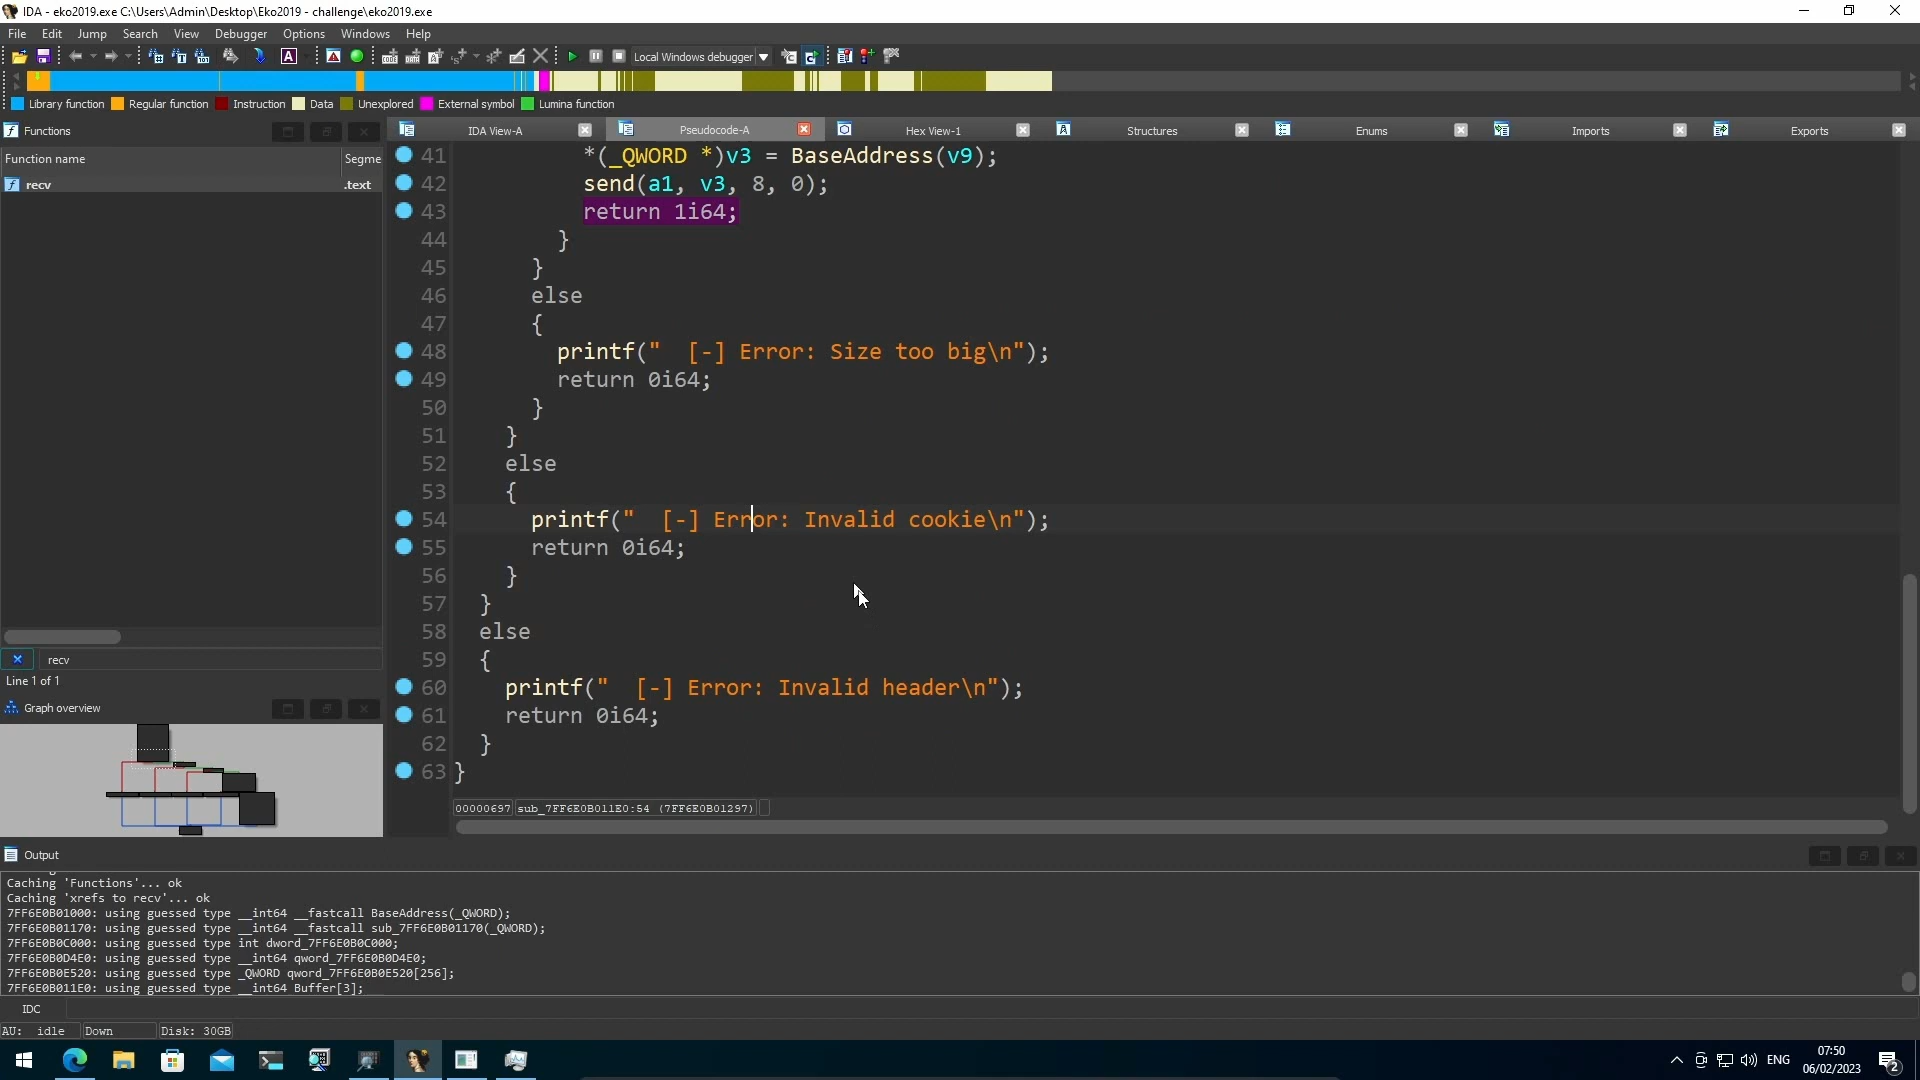 IDA - eko2019.exe C:\Users\Admin\Desktop\Eko2019 - challenge\eko2019.exe
File Edit Jump Search View Debugger Options Windows Help
Local Windows debugger
Library function Regular function Instruction Data Unexplored External symbol Lumina function
Functions
Function name Segme
recv .text
recv
Line 1 of 1
Graph overview
IDA View-A Pseudocode-A Hex View-1 Structures Enums Imports Exports
41 *(_QWORD *)v3 = BaseAddress(v9);
42 send(a1, v3, 8, 0);
43 return 1i64;
44 }
45 }
46 else
47 {
48 printf("  [-] Error: Size too big\n");
49 return 0i64;
50 }
51 }
52 else
53 {
54 printf("  [-] Error: Invalid cookie\n");
55 return 0i64;
56 }
57 }
58 else
59 {
60 printf("  [-] Error: Invalid header\n");
61 return 0i64;
62 }
63 }
00000697 sub_7FF6E0B011E0:54 (7FF6E0B01297)
Output
Caching 'Functions'... ok
Caching 'xrefs to recv'... ok
7FF6E0B01000: using guessed type __int64 __fastcall BaseAddress(_QWORD);
7FF6E0B01170: using guessed type __int64 __fastcall sub_7FF6E0B01170(_QWORD);
7FF6E0B0C000: using guessed type int dword_7FF6E0B0C000;
7FF6E0B0D4E0: using guessed type __int64 qword_7FF6E0B0D4E0;
7FF6E0B0E520: using guessed type _QWORD qword_7FF6E0B0E520[256];
7FF6E0B011E0: using guessed type __int64 Buffer[3];
IDC
AU: idle Down Disk: 30GB
ENG
07:50
06/02/2023
2